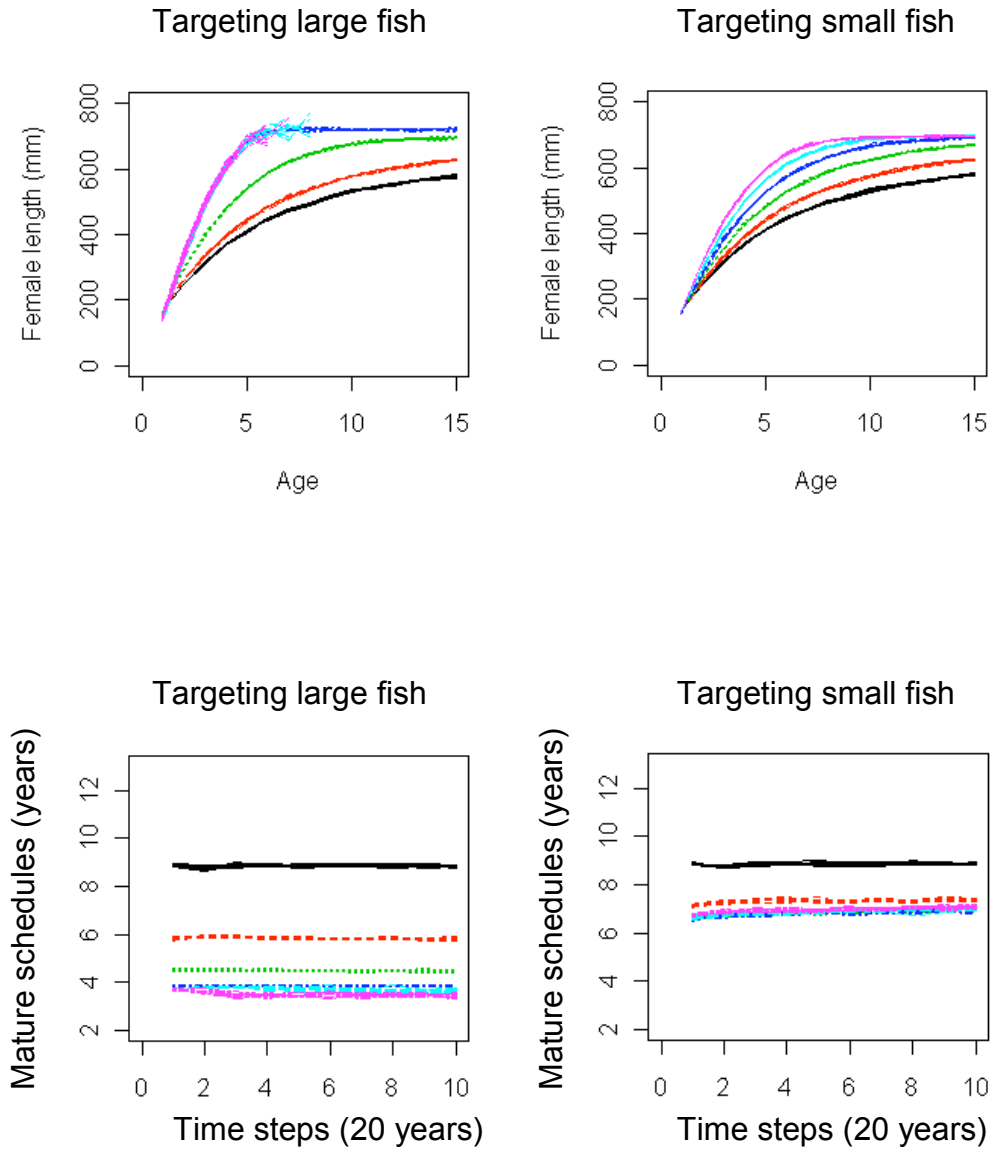 Targeting large fish
Targeting small fish
Female length (mm)
0 200 400 600 800
0 5 10 15
Age
Female length (mm)
0 200 400 600 800
0 5 10 15
Age
Targeting large fish
Targeting small fish
Mature schedules (years)
2 4 6 8 10 12
0 2 4 6 8 10
Time steps (20 years)
Mature schedules (years)
2 4 6 8 10 12
0 2 4 6 8 10
Time steps (20 years)